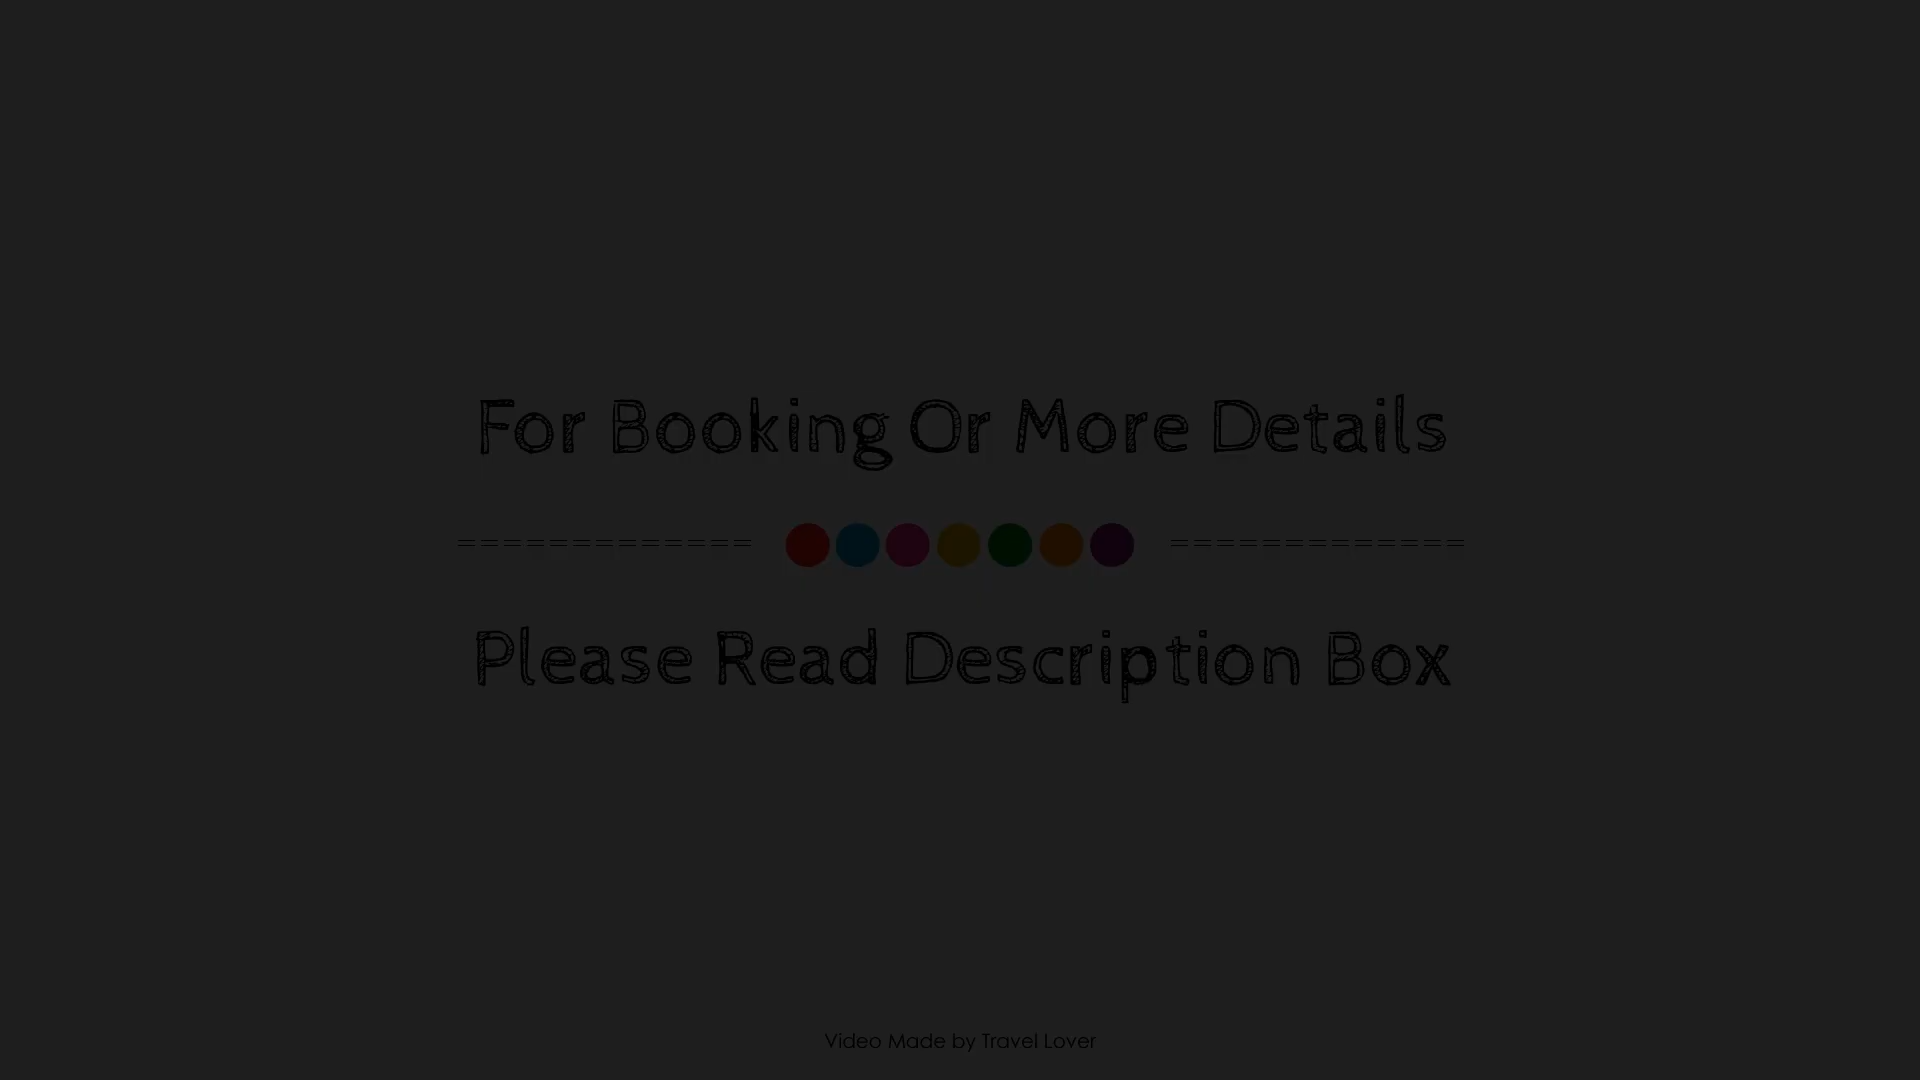 For Booking Or More Details
============= =============
Please Read Description Box
Video Made by Travel Lover